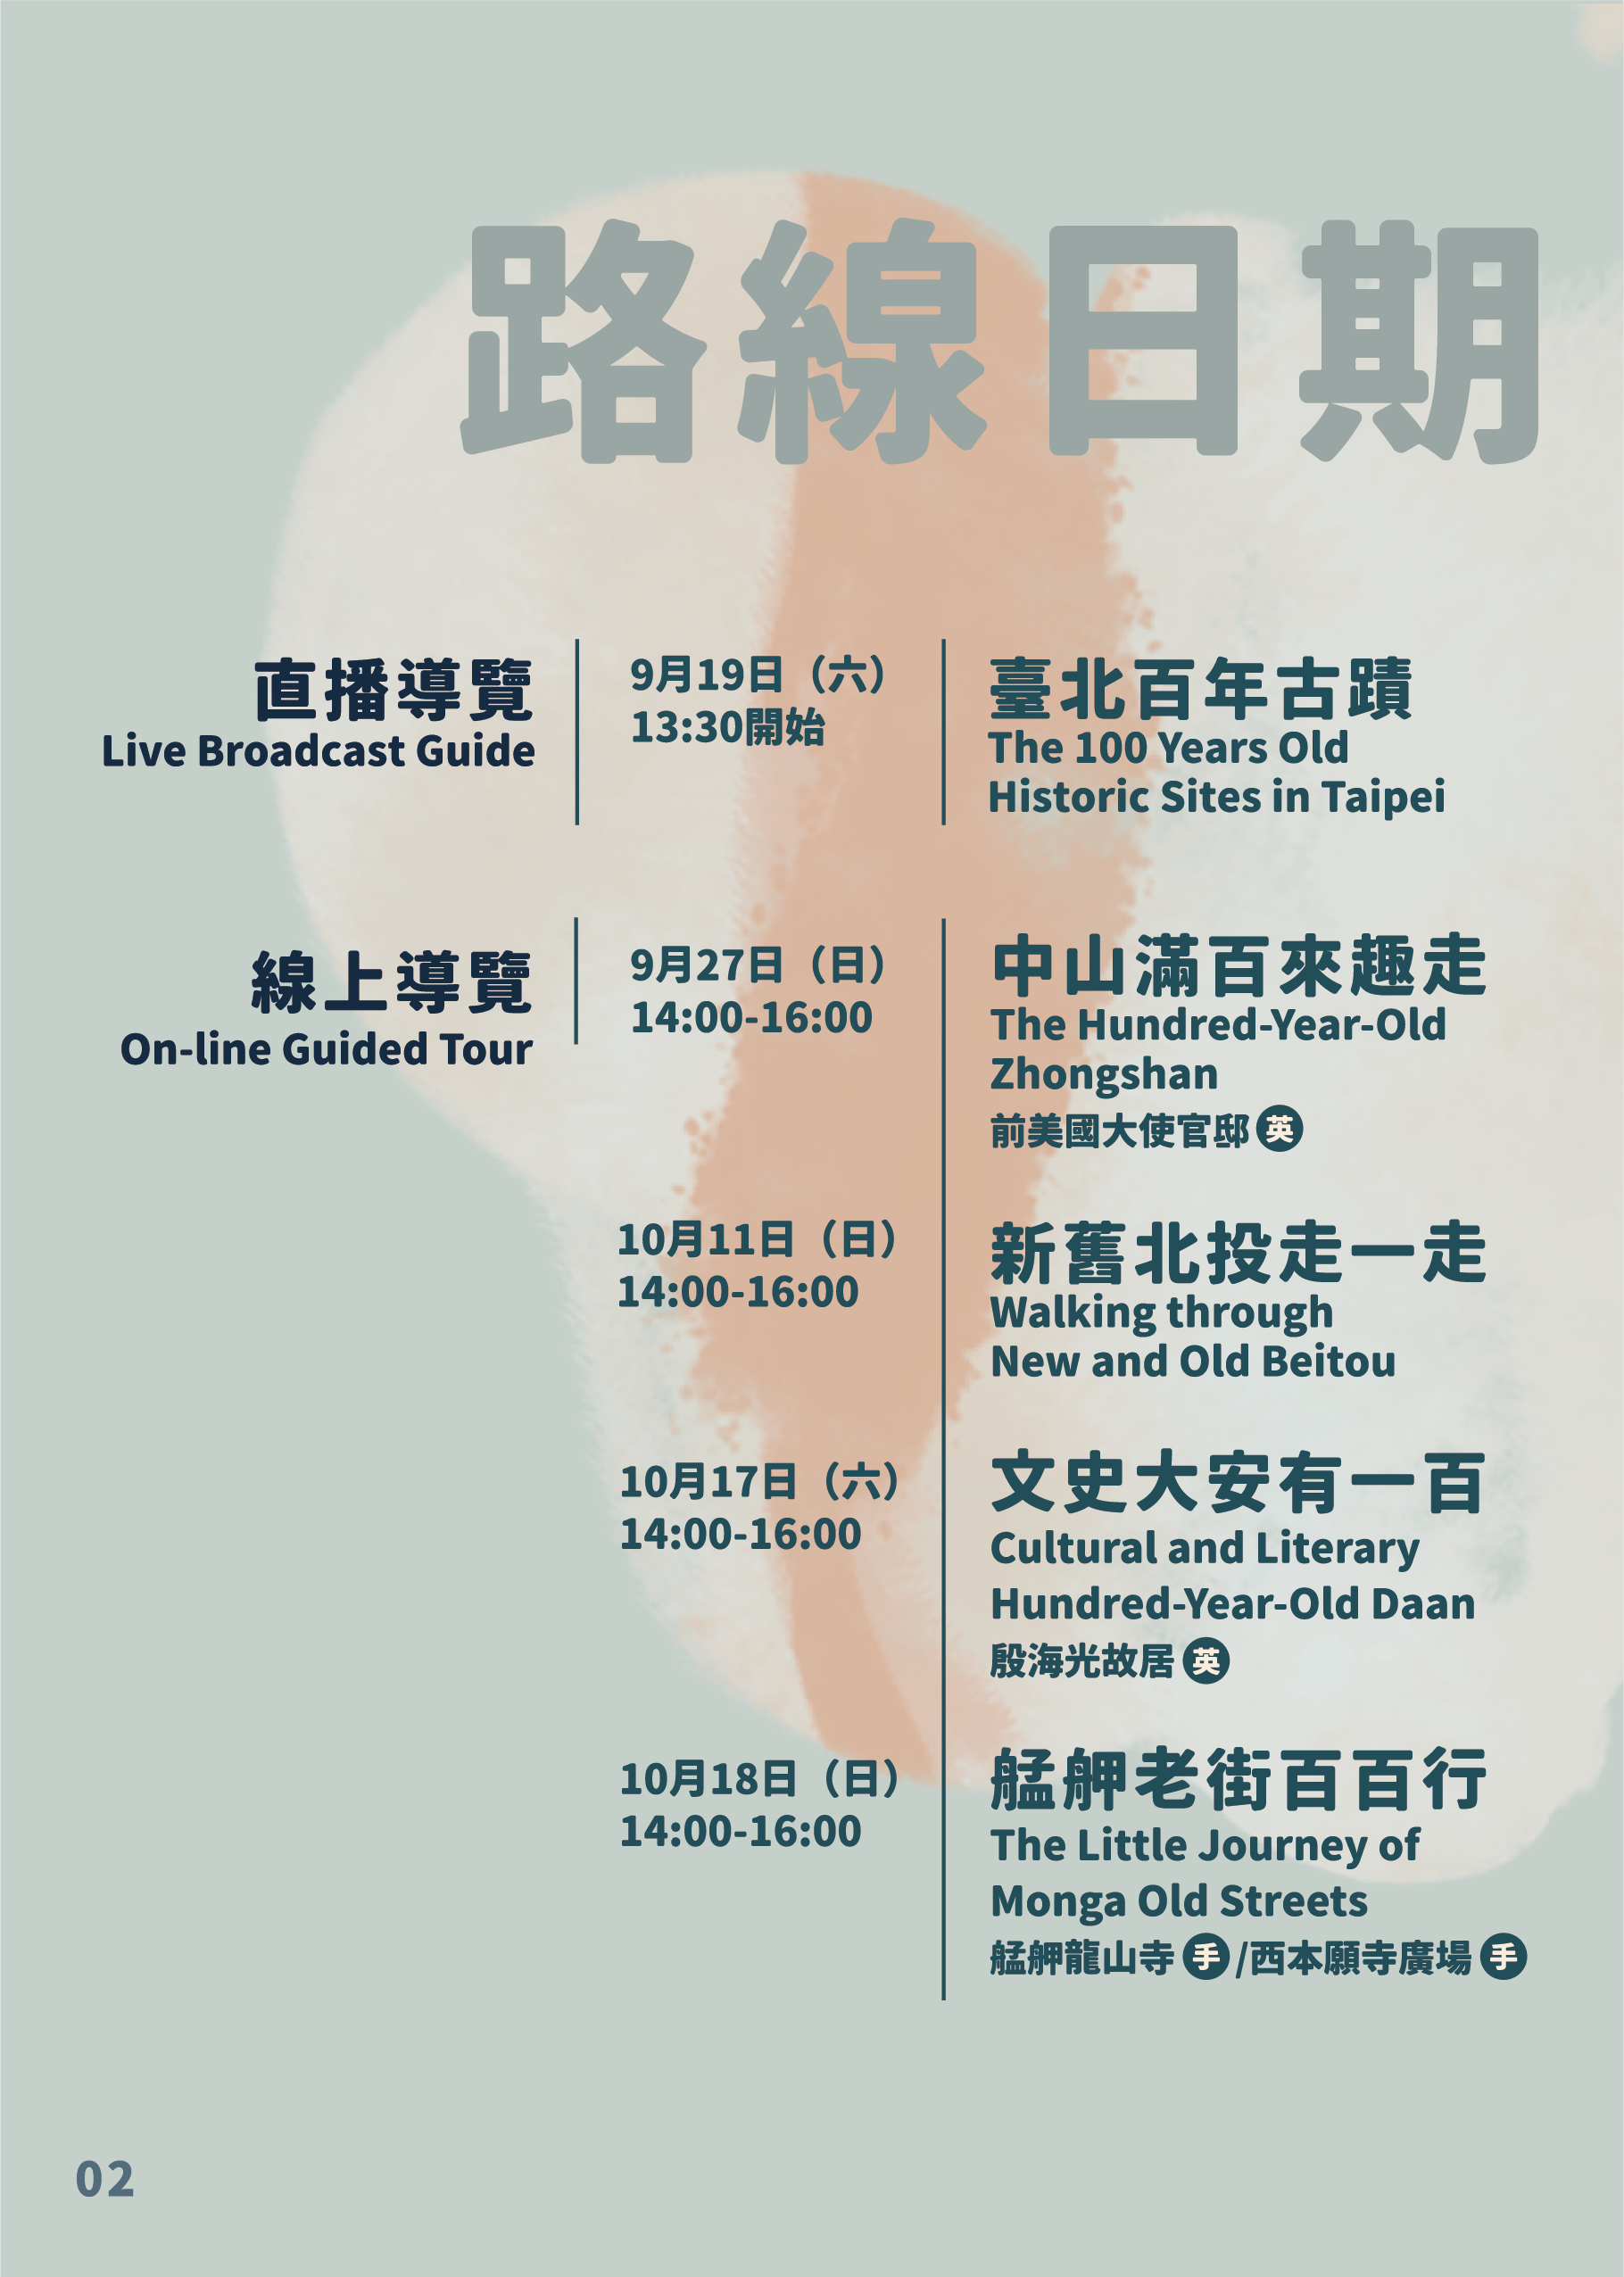 路線日期
直播導覽
Live Broadcast Guide
9月19日（六）
13:30開始
臺北百年古蹟
The 100 Years Old
Historic Sites in Taipei
線上導覽
On-line Guided Tour
9月27日（日）
14:00-16:00
中山滿百來趣走
The Hundred-Year-Old
Zhongshan
前美國大使官邸 英
10月11日（日）
14:00-16:00
新舊北投走一走
Walking through
New and Old Beitou
10月17日（六）
14:00-16:00
文史大安有一百
Cultural and Literary
Hundred-Year-Old Daan
殷海光故居 英
10月18日（日）
14:00-16:00
艋舺老街百百行
The Little Journey of
Monga Old Streets
艋舺龍山寺 手 /西本願寺廣場 手
02